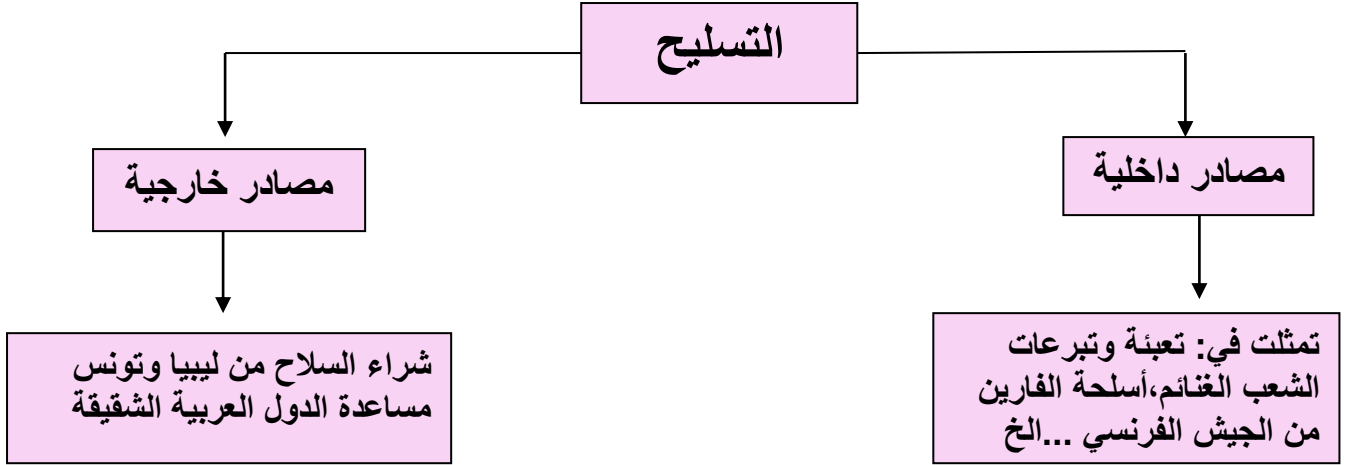 التسليح
مصادر داخلية
مصادر خارجية
تمثلت في: تعبئة وتبرعات
الشعب الغنائم،أسلحة الفارين
من الجيش الفرنسي ...الخ
شراء السلاح من ليبيا وتونس
مساعدة الدول العربية الشقيقة